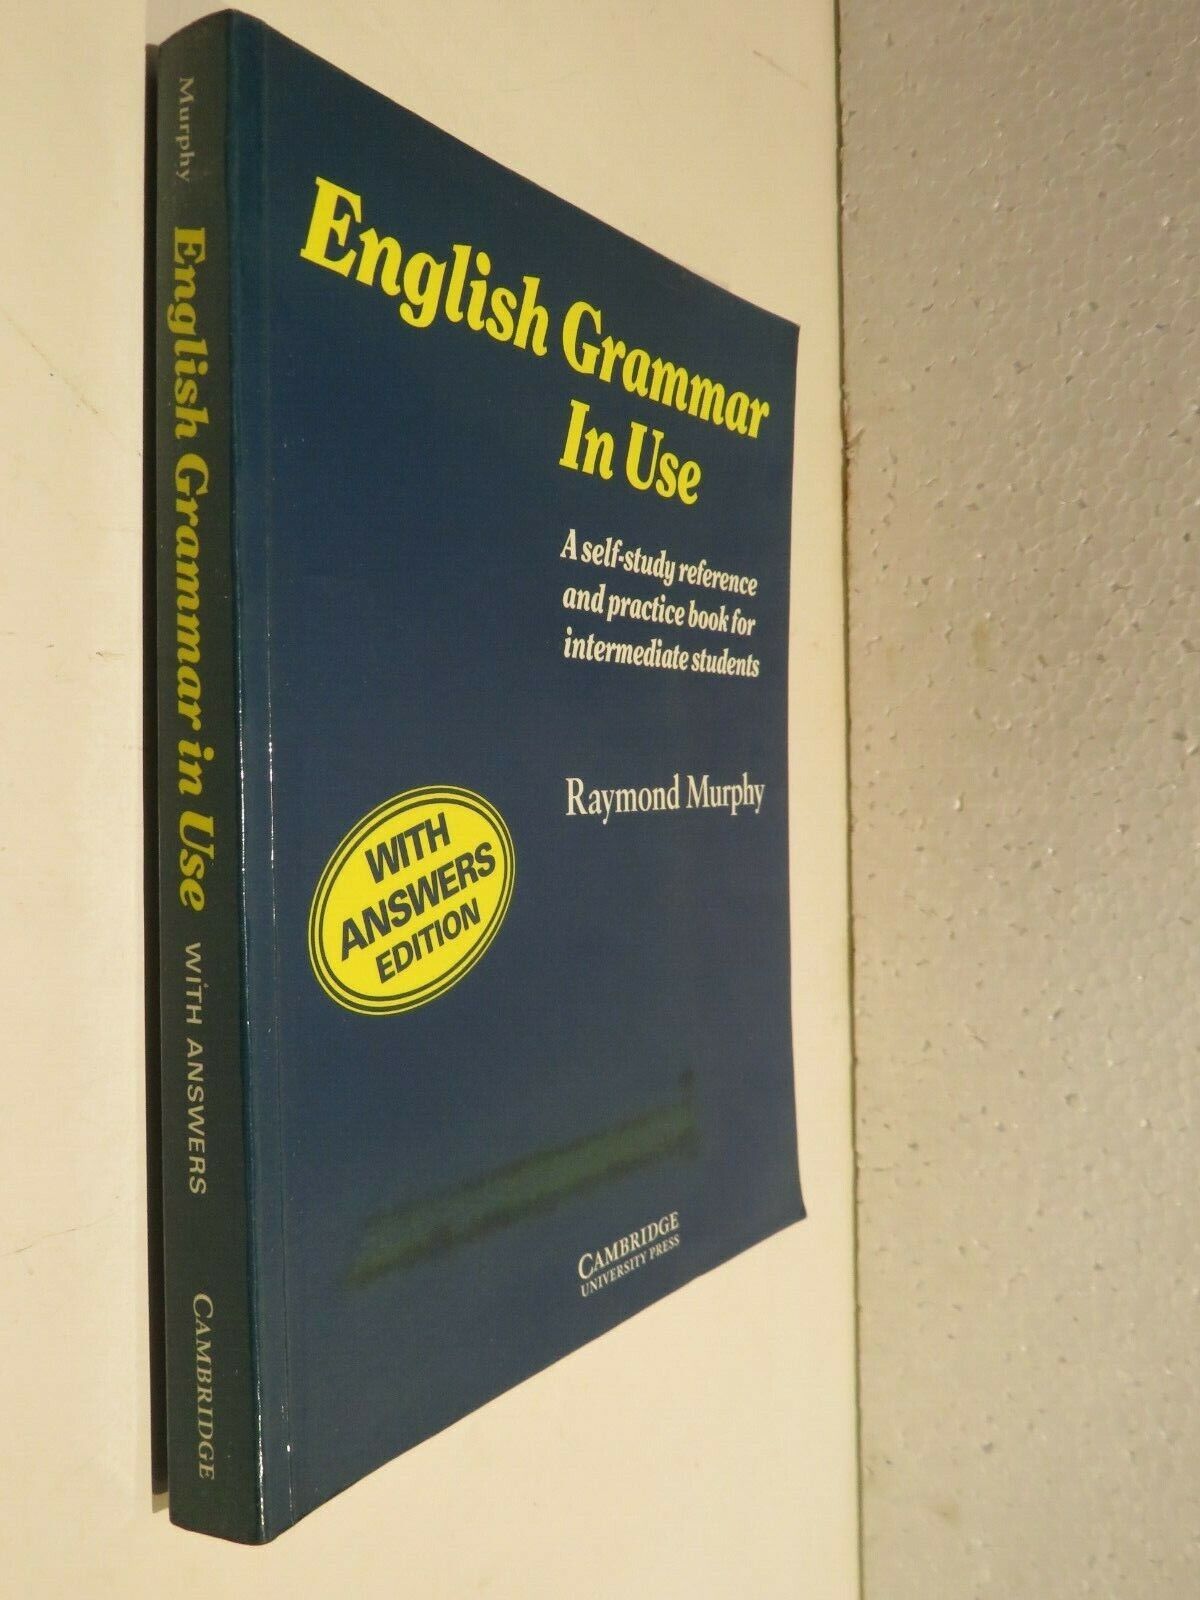 Murphy
English Grammar in Use
WITH ANSWERS
CAMBRIDGE
English Grammar
In Use
A self-study reference
and practice book for
intermediate students
Raymond Murphy
WITH
ANSWERS
EDITION
CAMBRIDGE
UNIVERSITY PRESS